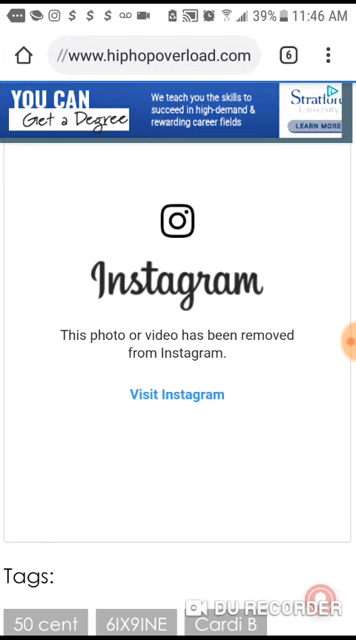 $ $ $ 39% 11:46 AM
//www.hiphopoverload.com 6
YOU CAN
Get a Degree
We teach you the skills to
succeed in high-demand &
rewarding career fields
Stratford
University
LEARN MORE
Instagram
This photo or video has been removed
from Instagram.
Visit Instagram
Tags:
50 cent 6IX9INE Cardi B
DU RECORDER